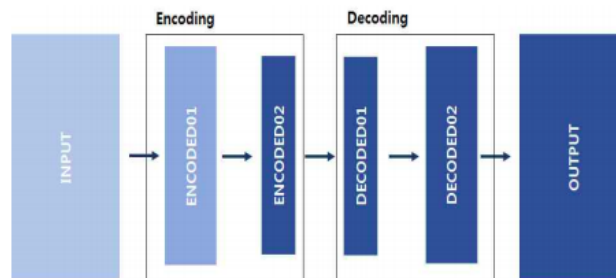 Encoding
Decoding
INPUT
ENCODED01
ENCODED02
DECODED01
DECODED02
OUTPUT